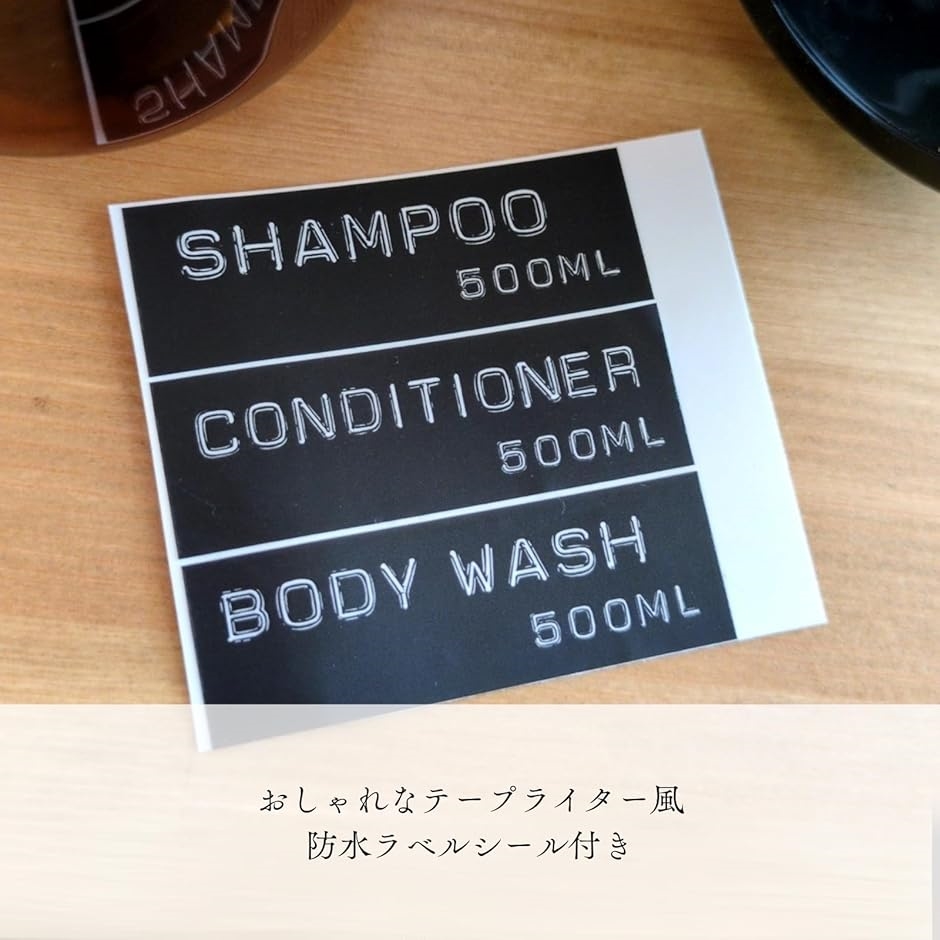 SHAM
SHAMPOO
500ML
CONDITIONER
500ML
BODY WASH
500ML
おしゃれなテープライター風
防水ラベルシール付き